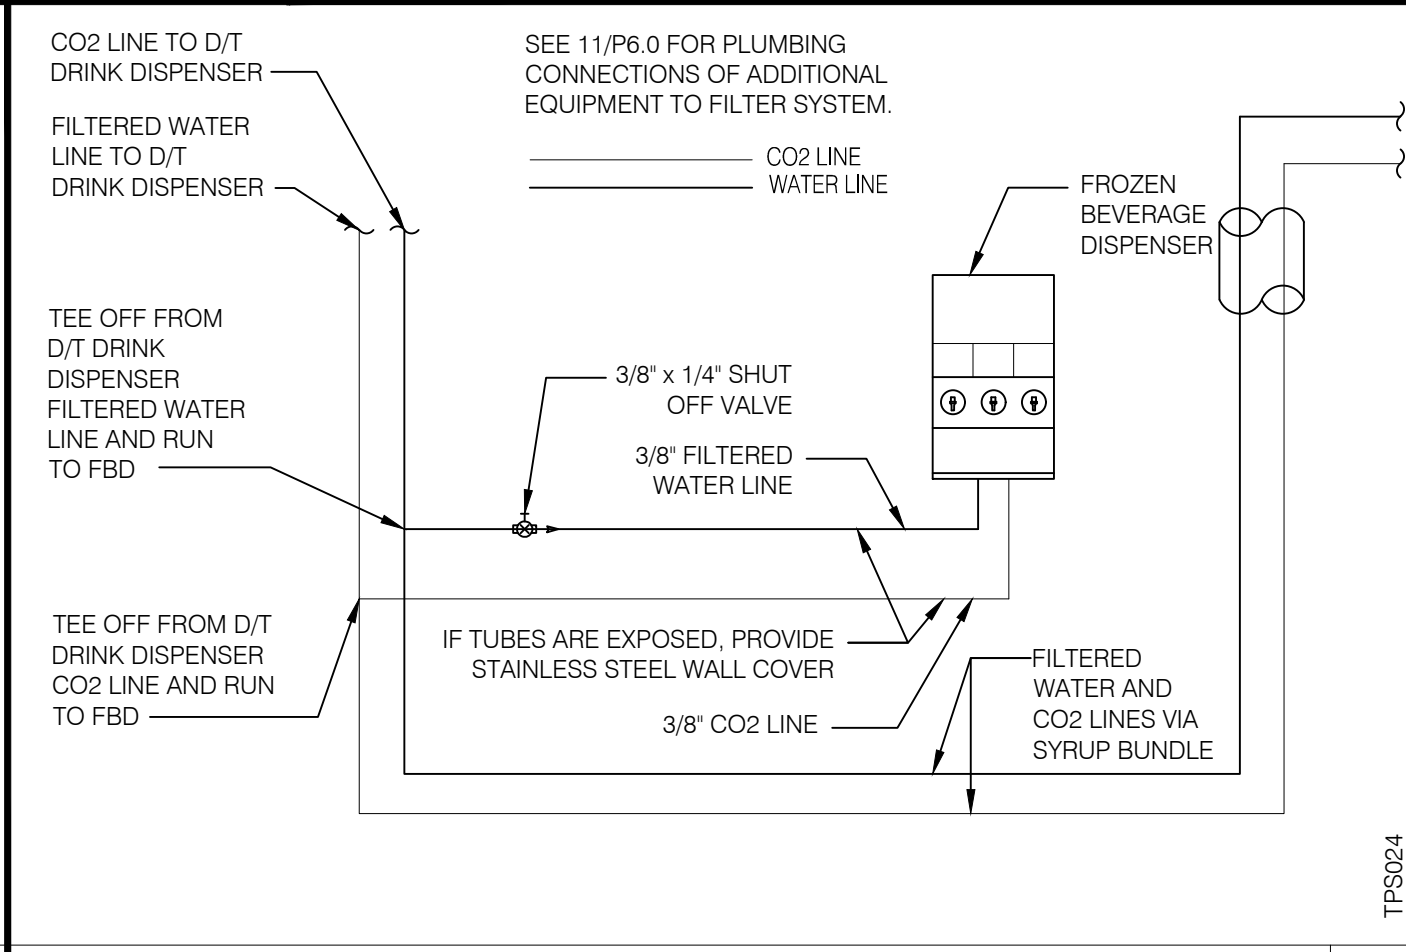 CO2 LINE TO D/T
DRINK DISPENSER
FILTERED WATER
LINE TO D/T
DRINK DISPENSER
SEE 11/P6.0 FOR PLUMBING
CONNECTIONS OF ADDITIONAL
EQUIPMENT TO FILTER SYSTEM.
CO2 LINE
WATER LINE
FROZEN
BEVERAGE
DISPENSER
TEE OFF FROM
D/T DRINK
DISPENSER
FILTERED WATER
LINE AND RUN
TO FBD
3/8" x 1/4" SHUT
OFF VALVE
3/8" FILTERED
WATER LINE
TEE OFF FROM D/T
DRINK DISPENSER
CO2 LINE AND RUN
TO FBD
IF TUBES ARE EXPOSED, PROVIDE
STAINLESS STEEL WALL COVER
3/8" CO2 LINE
FILTERED
WATER AND
CO2 LINES VIA
SYRUP BUNDLE
TPS024